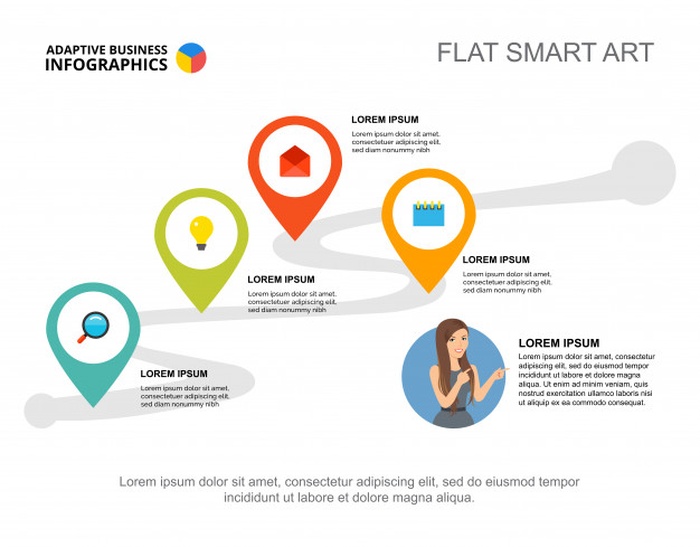 ADAPTIVE BUSINESS
INFOGRAPHICS
FLAT SMART ART
LOREM IPSUM
Lorem ipsum dolor sit amet,
consectetuer adipiscing elit,
sed diam nonummy nibh
LOREM IPSUM
Lorem ipsum dolor sit amet,
consectetuer adipiscing elit,
sed diam nonummy nibh
LOREM IPSUM
Lorem ipsum dolor sit amet,
consectetuer adipiscing elit,
sed diam nonummy nibh
LOREM IPSUM
Lorem ipsum dolor sit amet,
consectetuer adipiscing elit,
sed diam nonummy nibh
LOREM IPSUM
Lorem ipsum dolor sit amet, consectetur
adipiscing elit, sed do eiusmod tempor
incididunt ut labore et dolore magna
aliqua. Ut enim ad minim veniam, quis
nostrud exercitation ullamco laboris nisi
ut aliquip ex ea commodo consequat.
Lorem ipsum dolor sit amet, consectetur adipiscing elit, sed do eiusmod tempor
incididunt ut labore et dolore magna aliqua.